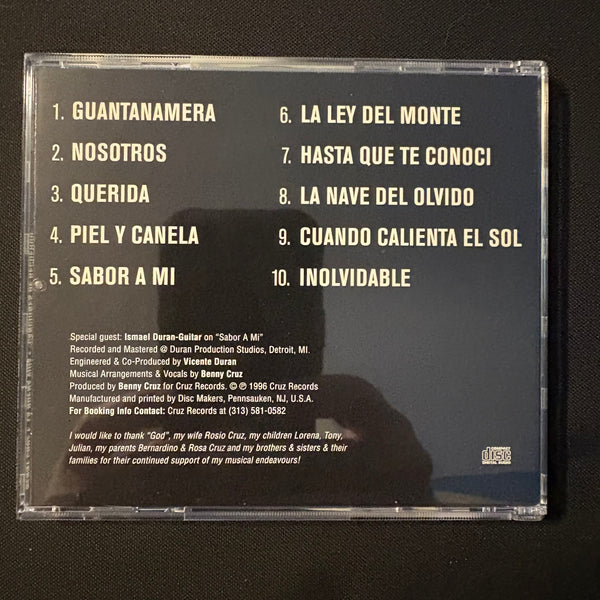 1. GUANTANAMERA
2. NOSOTROS
3. QUERIDA
4. PIEL Y CANELA
5. SABOR A MI
6. LA LEY DEL MONTE
7. HASTA QUE TE CONOCI
8. LA NAVE DEL OLVIDO
9. CUANDO CALIENTA EL SOL
10. INOLVIDABLE
Special guest: Ismael Duran-Guitar on "Sabor A Mi"
Recorded and Mastered @ Duran Production Studios, Detroit, MI.
Engineered & Co-Produced by Vicente Duran
Musical Arrangements & Vocals by Benny Cruz
Produced by Benny Cruz for Cruz Records. © ℗ 1996 Cruz Records
Manufactured and printed by Disc Makers, Pennsauken, NJ, U.S.A.
For Booking Info Contact: Cruz Records at (313) 581-0582
I would like to thank "God", my wife Rosio Cruz, my children Lorena, Tony,
Julian, my parents Bernardino & Rosa Cruz and my brothers & sisters & their
families for their continued support of my musical endeavours!
COMPACT
disc
DIGITAL AUDIO